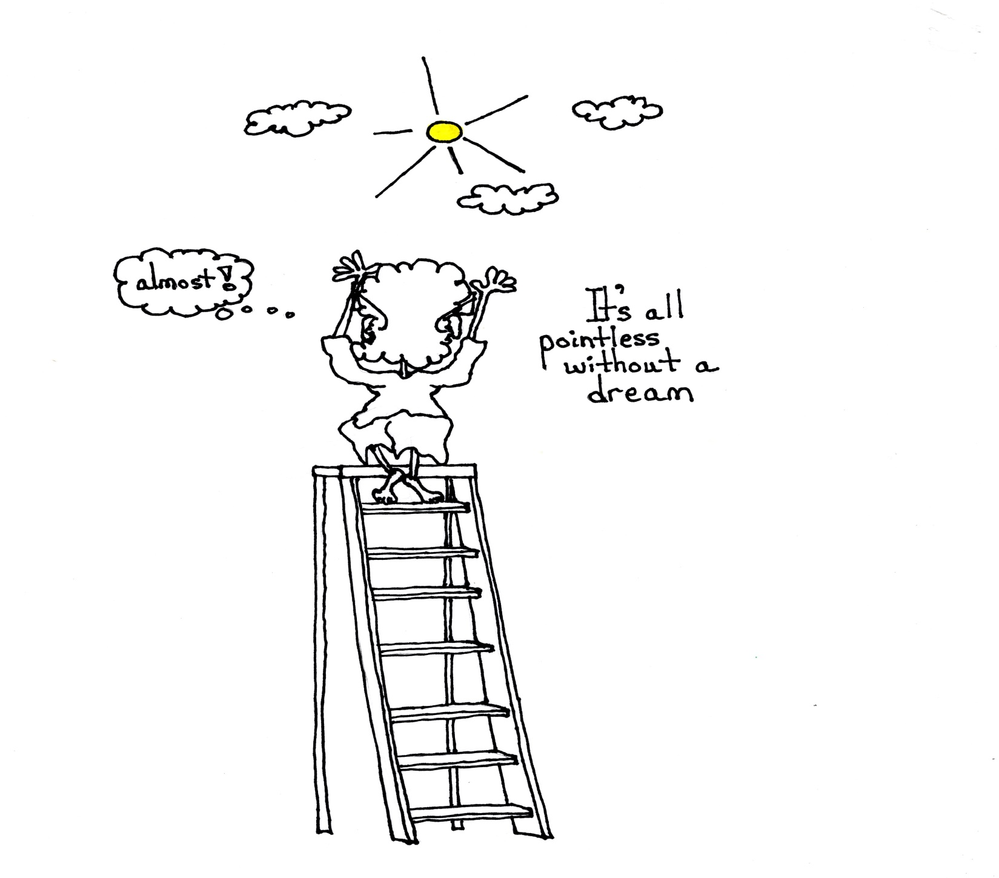 almost!
It's all
pointless
without a
dream